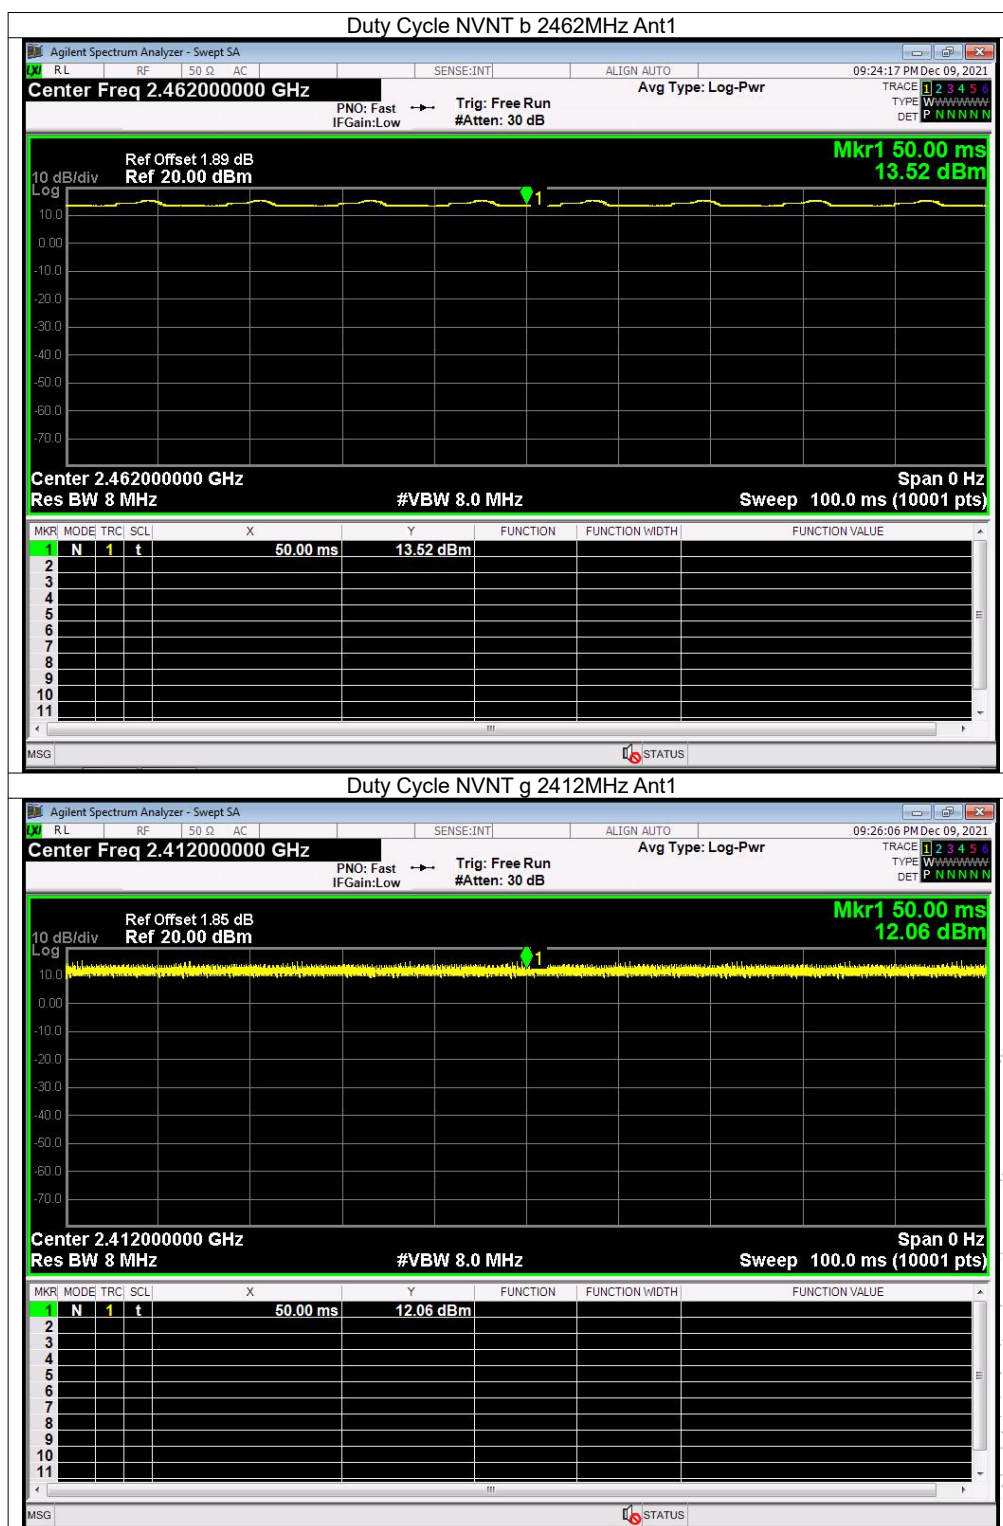 Duty Cycle NVNT b 2462MHz Ant1
Agilent Spectrum Analyzer - Swept SA
LXI RL RF 50 Ω AC SENSE:INT ALIGN AUTO 09:24:17 PM Dec 09, 2021
Center Freq 2.462000000 GHz Avg Type: Log-Pwr TRACE 1 2 3 4 5 6
PNO: Fast Trig: Free Run TYPE WWWWWW
IFGain:Low #Atten: 30 dB DET P N N N N N
Mkr1 50.00 ms
Ref Offset 1.89 dB
10 dB/div Ref 20.00 dBm 13.52 dBm
Log
1
10.0
0.00
-10.0
-20.0
-30.0
-40.0
-50.0
-60.0
-70.0
Center 2.462000000 GHz Span 0 Hz
Res BW 8 MHz #VBW 8.0 MHz Sweep 100.0 ms (10001 pts)
MKR MODE TRC SCL X Y FUNCTION FUNCTION WIDTH FUNCTION VALUE
1 N 1 t 50.00 ms 13.52 dBm
2
3
4
5
6
7
8
9
10
11
MSG STATUS
Duty Cycle NVNT g 2412MHz Ant1
Agilent Spectrum Analyzer - Swept SA
LXI RL RF 50 Ω AC SENSE:INT ALIGN AUTO 09:26:06 PM Dec 09, 2021
Center Freq 2.412000000 GHz Avg Type: Log-Pwr TRACE 1 2 3 4 5 6
PNO: Fast Trig: Free Run TYPE WWWWWW
IFGain:Low #Atten: 30 dB DET P N N N N N
Mkr1 50.00 ms
Ref Offset 1.85 dB
10 dB/div Ref 20.00 dBm 12.06 dBm
Log
1
10.0
0.00
-10.0
-20.0
-30.0
-40.0
-50.0
-60.0
-70.0
Center 2.412000000 GHz Span 0 Hz
Res BW 8 MHz #VBW 8.0 MHz Sweep 100.0 ms (10001 pts)
MKR MODE TRC SCL X Y FUNCTION FUNCTION WIDTH FUNCTION VALUE
1 N 1 t 50.00 ms 12.06 dBm
2
3
4
5
6
7
8
9
10
11
MSG STATUS